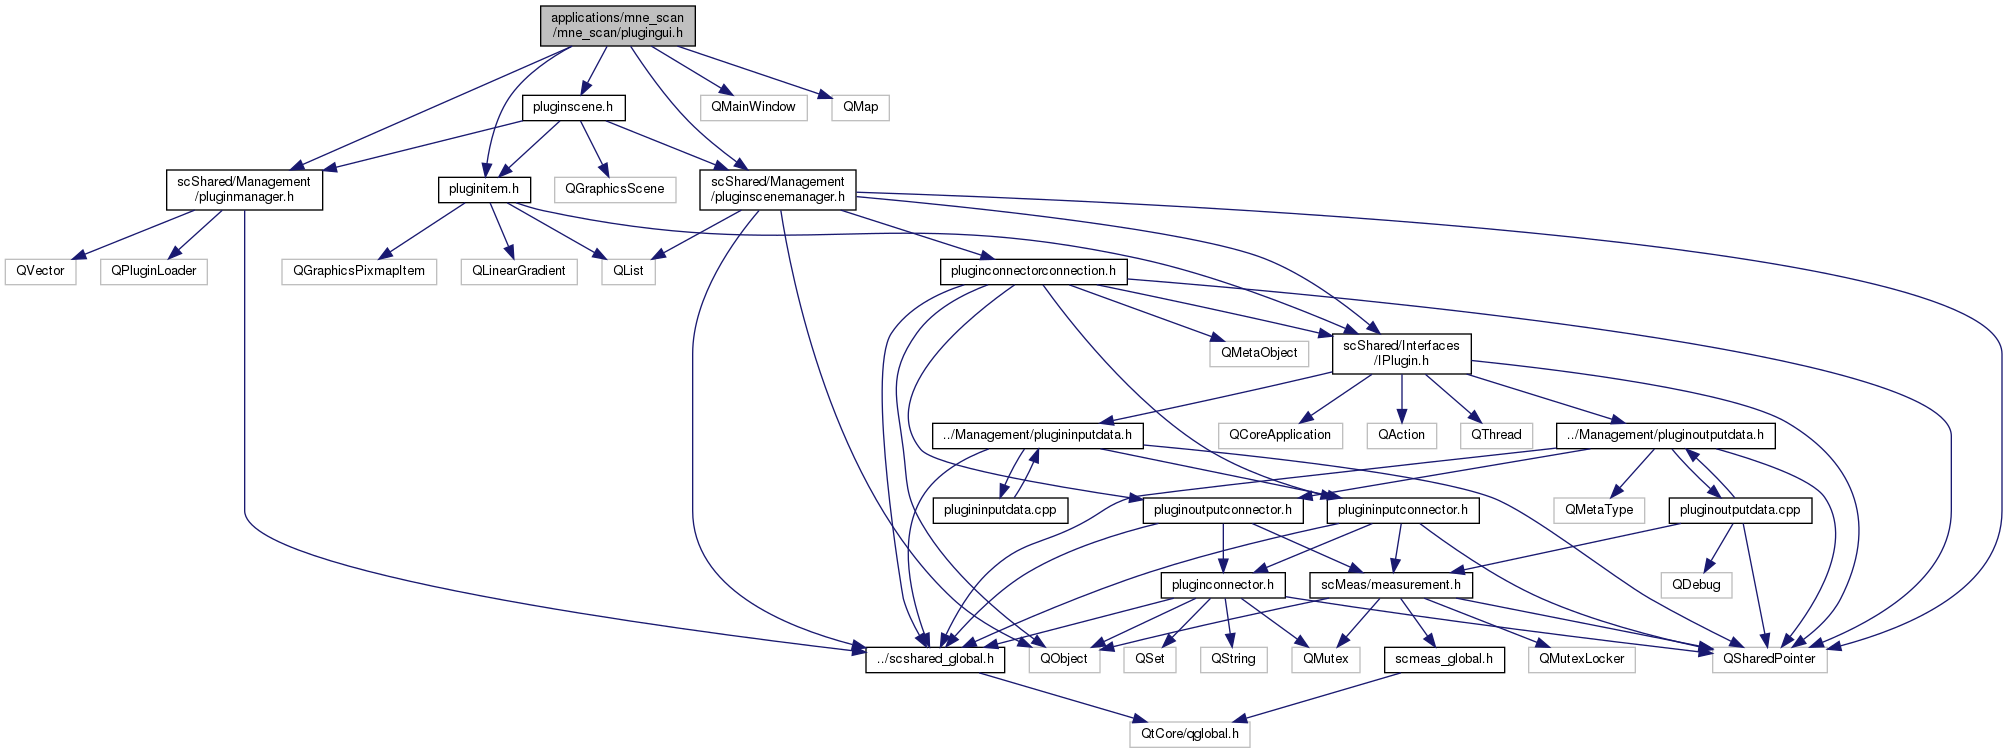 applications/mne_scan
/mne_scan/plugingui.h
pluginscene.h
QMainWindow
QMap
scShared/Management
/pluginmanager.h
pluginitem.h
QGraphicsScene
scShared/Management
/pluginscenemanager.h
QVector
QPluginLoader
QGraphicsPixmapItem
QLinearGradient
QList
pluginconnectorconnection.h
QMetaObject
scShared/Interfaces
/IPlugin.h
../Management/plugininputdata.h
QCoreApplication
QAction
QThread
../Management/pluginoutputdata.h
plugininputdata.cpp
pluginoutputconnector.h
plugininputconnector.h
QMetaType
pluginoutputdata.cpp
pluginconnector.h
scMeas/measurement.h
QDebug
../scshared_global.h
QObject
QSet
QString
QMutex
scmeas_global.h
QMutexLocker
QSharedPointer
QtCore/qglobal.h